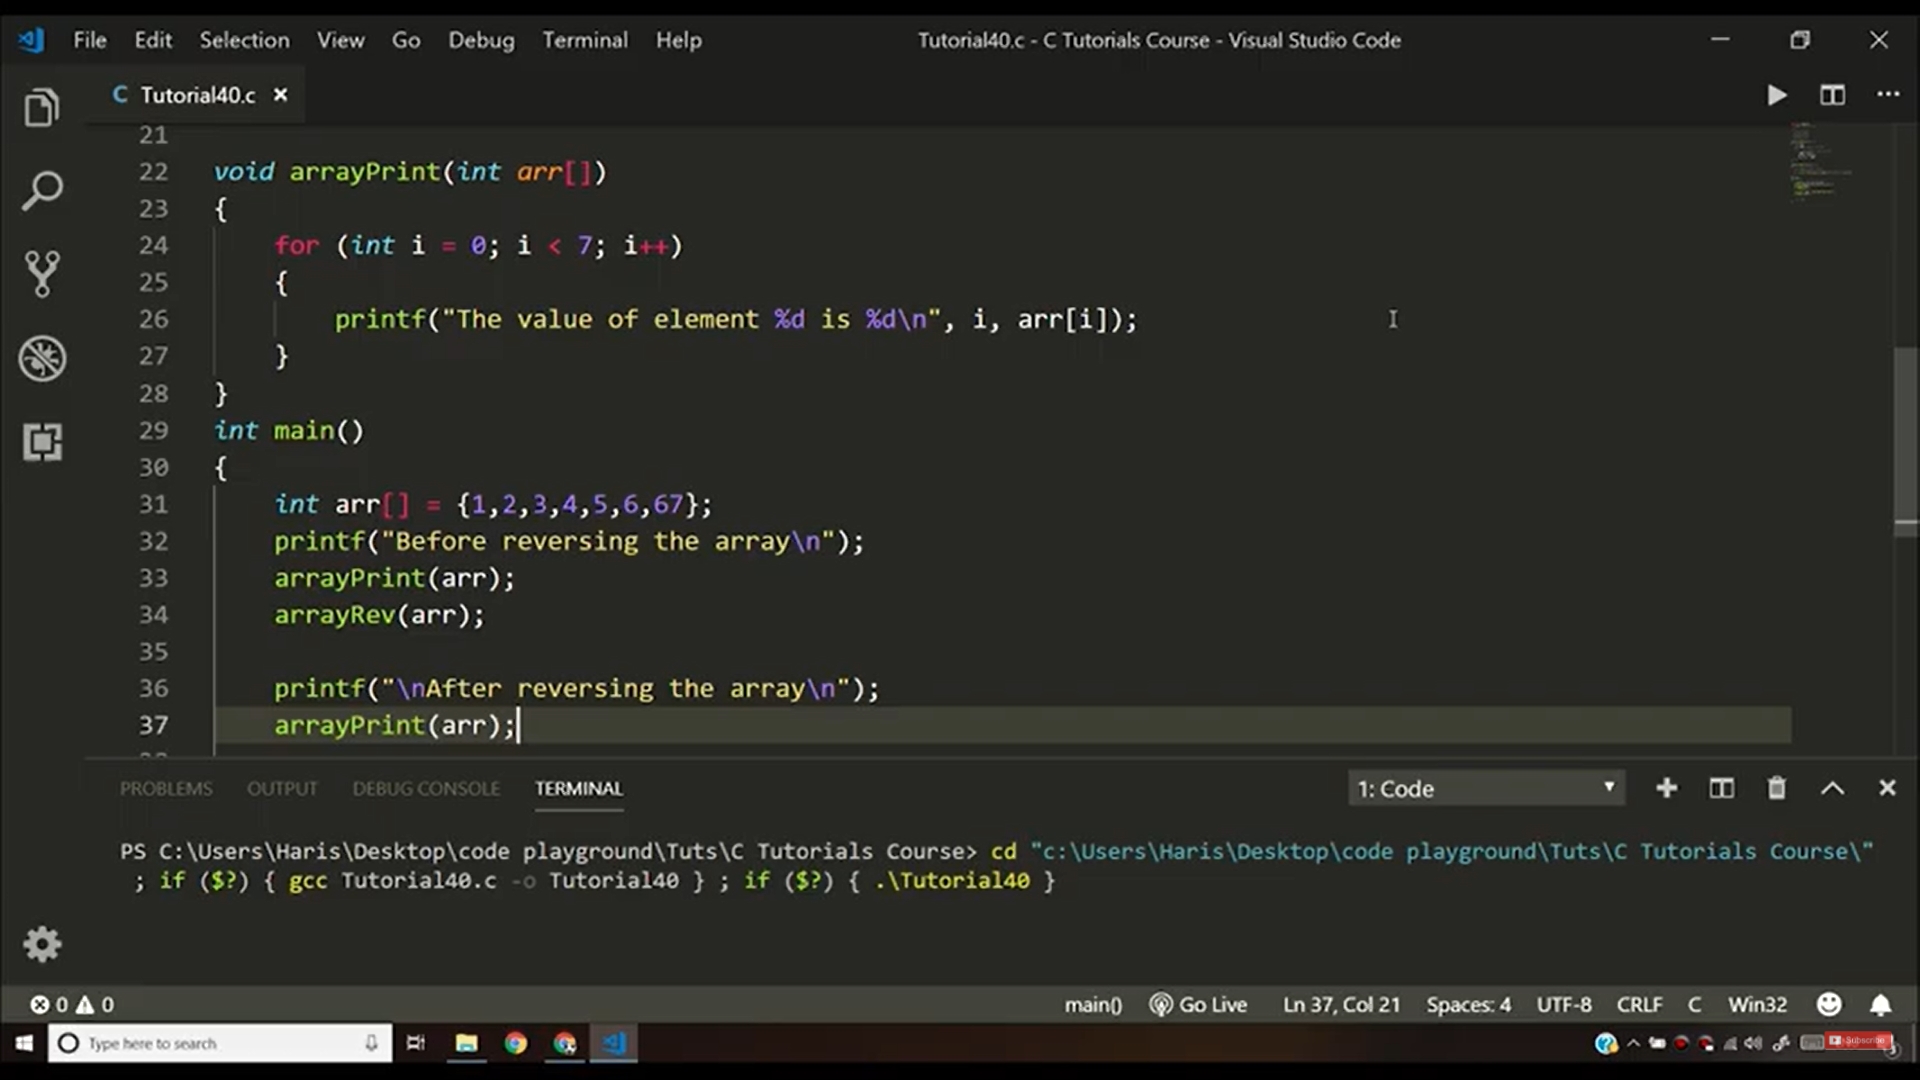 File Edit Selection View Go Debug Terminal Help Tutorial40.c - C Tutorials Course - Visual Studio Code
C Tutorial40.c ×
21
22 void arrayPrint(int arr[])
23 {
24 for (int i = 0; i < 7; i++)
25 {
26 printf("The value of element %d is %d\n", i, arr[i]);
27 }
28 }
29 int main()
30 {
31 int arr[] = {1,2,3,4,5,6,67};
32 printf("Before reversing the array\n");
33 arrayPrint(arr);
34 arrayRev(arr);
35
36 printf("\nAfter reversing the array\n");
37 arrayPrint(arr);
PROBLEMS OUTPUT DEBUG CONSOLE TERMINAL 1: Code
PS C:\Users\Haris\Desktop\code playground\Tuts\C Tutorials Course> cd "c:\Users\Haris\Desktop\code playground\Tuts\C Tutorials Course\"
; if ($?) { gcc Tutorial40.c -o Tutorial40 } ; if ($?) { .\Tutorial40 }
0 0 main() Go Live Ln 37, Col 21 Spaces: 4 UTF-8 CRLF C Win32
Type here to search Subscribe